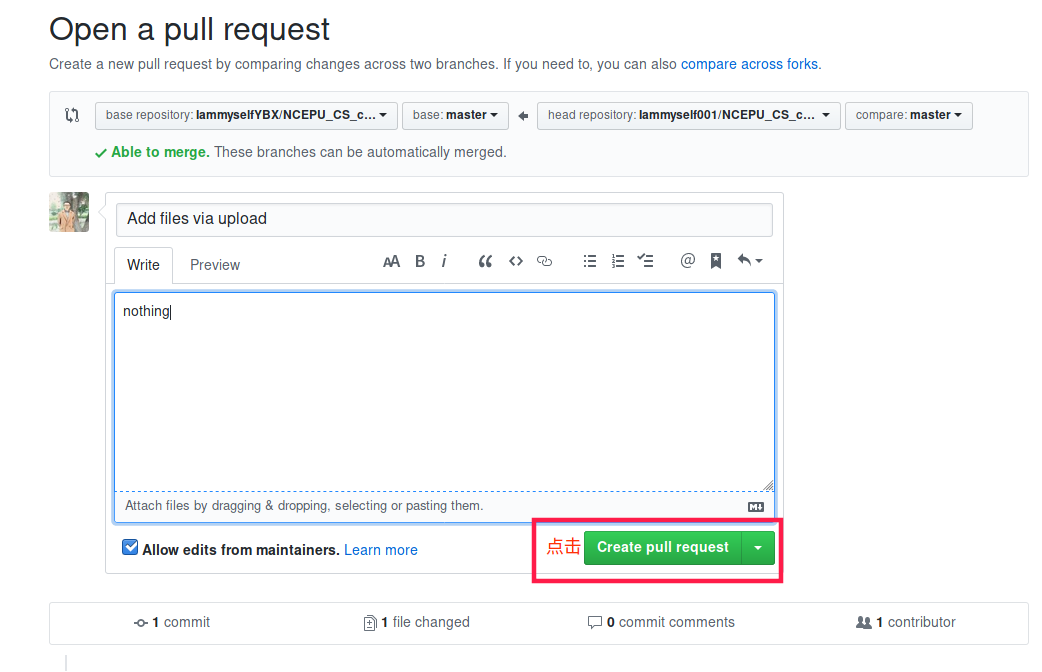 Open a pull request
Create a new pull request by comparing changes across two branches. If you need to, you can also compare across forks.
base repository: IammyselfYBX/NCEPU_CS_c... base: master head repository: Iammyself001/NCEPU_CS_c... compare: master
Able to merge. These branches can be automatically merged.
Add files via upload
Write Preview AA B i @
nothing
Attach files by dragging & dropping, selecting or pasting them.
Allow edits from maintainers. Learn more 点击 Create pull request
1 commit 1 file changed 0 commit comments 1 contributor